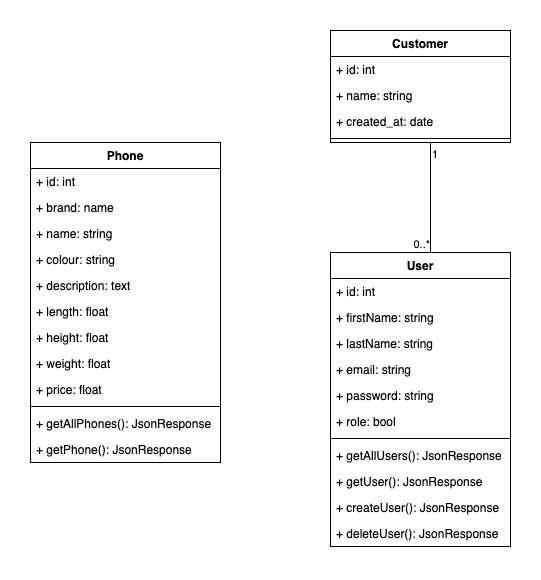 Customer
+ id: int
+ name: string
+ created_at: date
1
0..*
Phone
+ id: int
+ brand: name
+ name: string
+ colour: string
+ description: text
+ length: float
+ height: float
+ weight: float
+ price: float
+ getAllPhones(): JsonResponse
+ getPhone(): JsonResponse
User
+ id: int
+ firstName: string
+ lastName: string
+ email: string
+ password: string
+ role: bool
+ getAllUsers(): JsonResponse
+ getUser(): JsonResponse
+ createUser(): JsonResponse
+ deleteUser(): JsonResponse